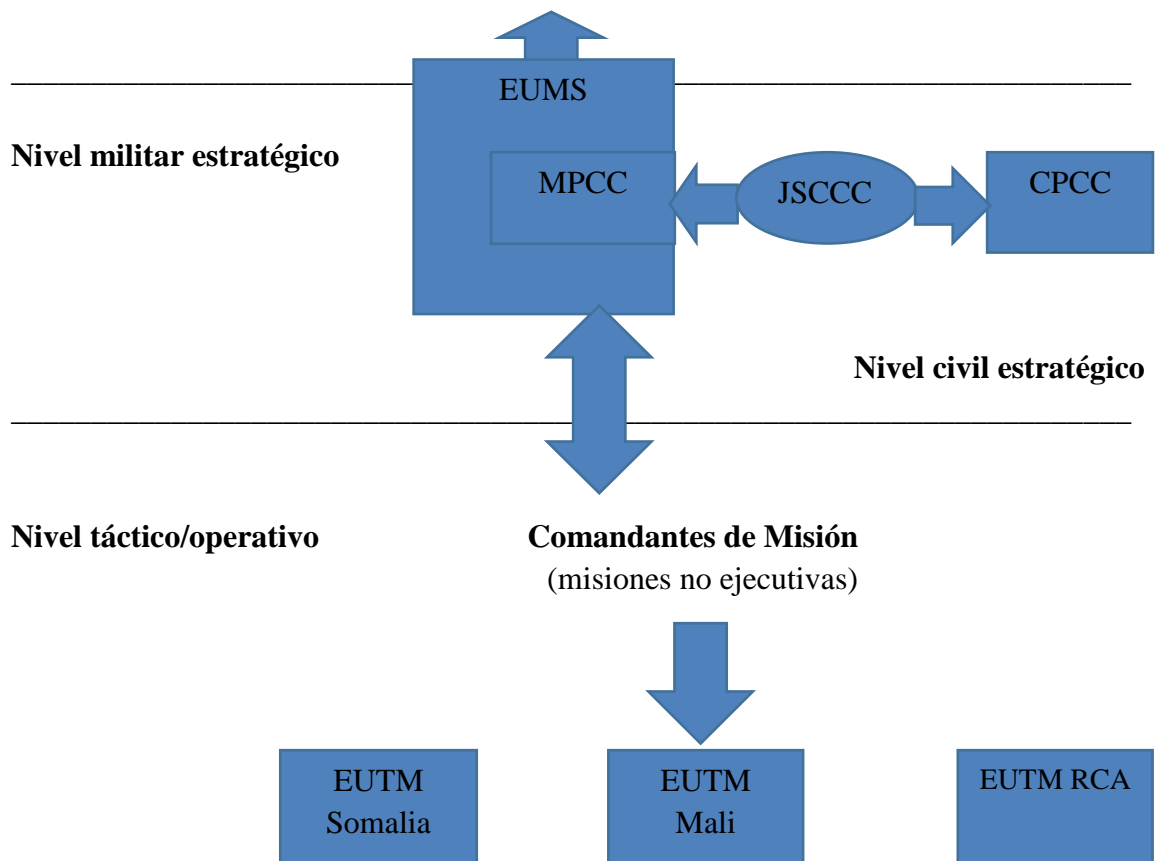 EUMS
Nivel militar estratégico
MPCC
JSCCC
CPCC
Nivel civil estratégico
Nivel táctico/operativo
Comandantes de Misión
(misiones no ejecutivas)
EUTM
Somalia
EUTM
Mali
EUTM RCA